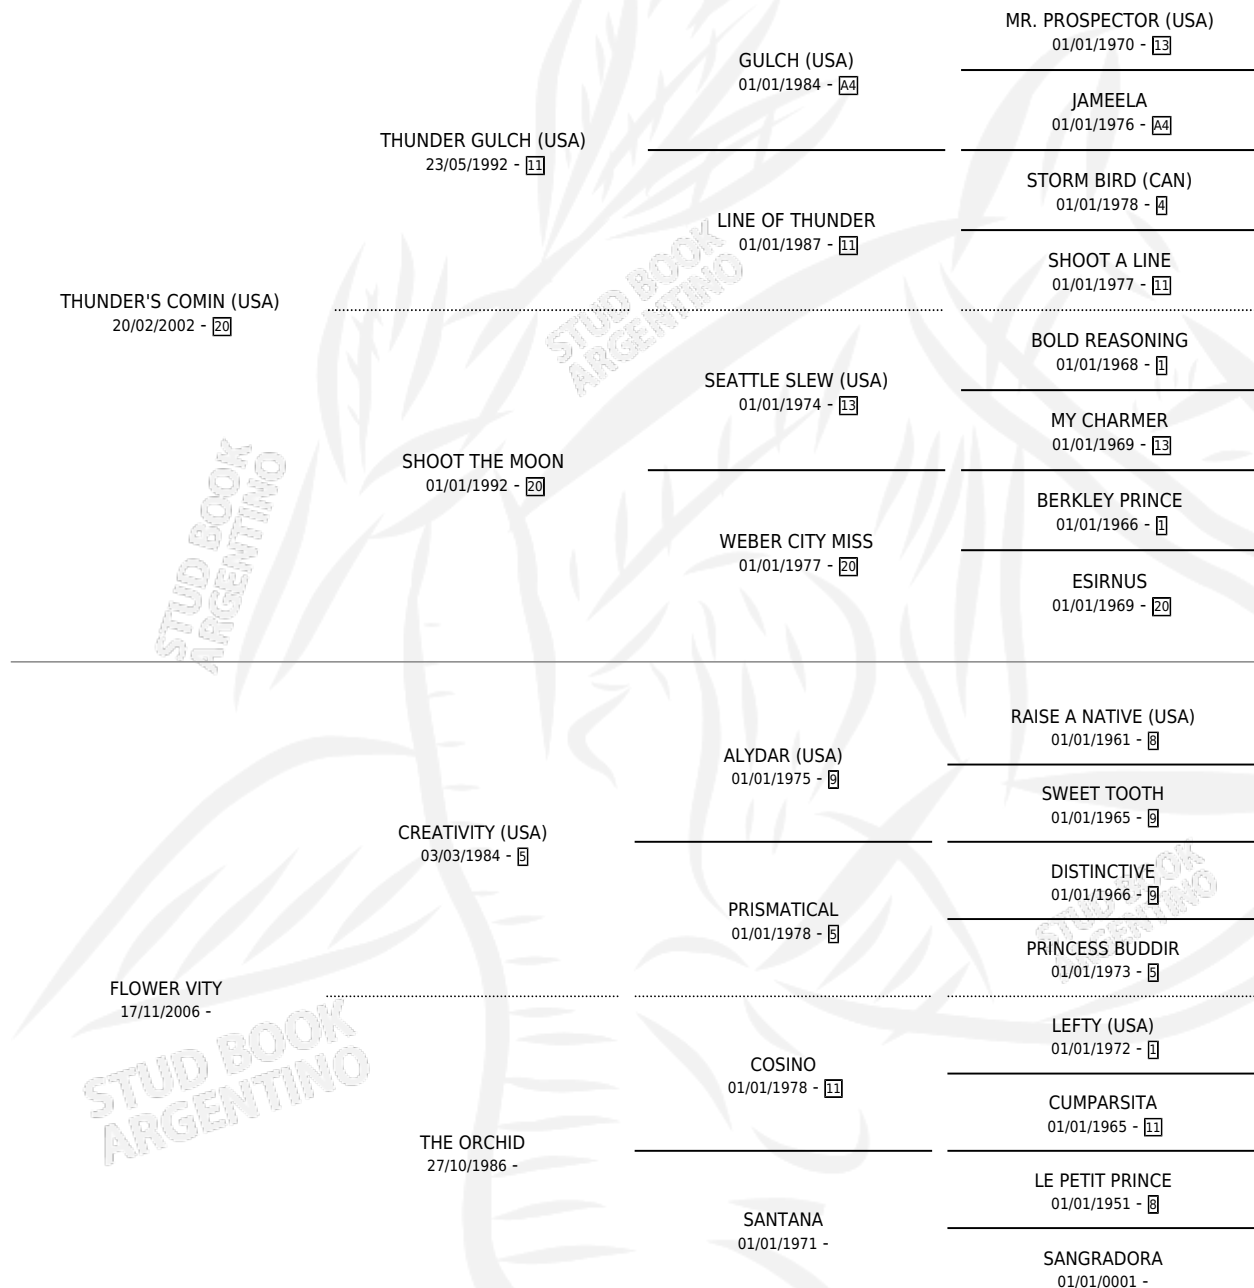 MR. PROSPECTOR (USA)
01/01/1970 - 13
GULCH (USA)
01/01/1984 - A4
JAMEELA
01/01/1976 - A4
THUNDER GULCH (USA)
23/05/1992 - 11
STORM BIRD (CAN)
01/01/1978 - 4
LINE OF THUNDER
01/01/1987 - 11
SHOOT A LINE
01/01/1977 - 11
THUNDER'S COMIN (USA)
20/02/2002 - 20
BOLD REASONING
01/01/1968 - 1
SEATTLE SLEW (USA)
01/01/1974 - 13
MY CHARMER
01/01/1969 - 13
SHOOT THE MOON
01/01/1992 - 20
BERKLEY PRINCE
01/01/1966 - 1
WEBER CITY MISS
01/01/1977 - 20
ESIRNUS
01/01/1969 - 20
RAISE A NATIVE (USA)
01/01/1961 - 8
ALYDAR (USA)
01/01/1975 - 9
SWEET TOOTH
01/01/1965 - 9
CREATIVITY (USA)
03/03/1984 - 5
DISTINCTIVE
01/01/1966 - 9
PRISMATICAL
01/01/1978 - 5
PRINCESS BUDDIR
01/01/1973 - 5
FLOWER VITY
17/11/2006 -
LEFTY (USA)
01/01/1972 - 1
COSINO
01/01/1978 - 11
CUMPARSITA
01/01/1965 - 11
THE ORCHID
27/10/1986 -
LE PETIT PRINCE
01/01/1951 - 8
SANTANA
01/01/1971 -
SANGRADORA
01/01/0001 -
STUD BOOK
ARGENTINO
STUD BOOK
ARGENTINO
STUD BOOK
ARGENTINO
STUD BOOK
ARGENTINO